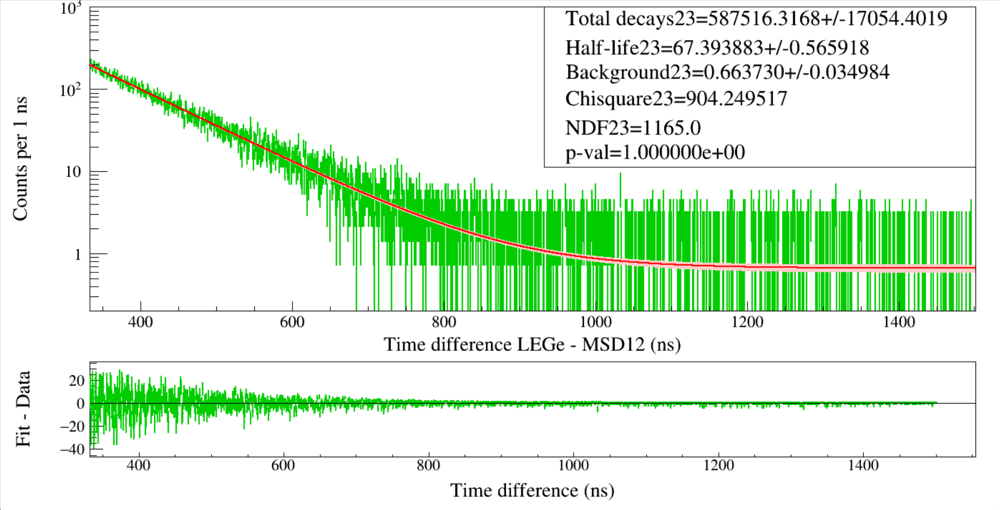 10³
10²
10
1
Counts per 1 ns
Total decays23=587516.3168+/-17054.4019
Half-life23=67.393883+/-0.565918
Background23=0.663730+/-0.034984
Chisquare23=904.249517
NDF23=1165.0
p-val=1.000000e+00
400 600 800 1000 1200 1400
Time difference LEGe - MSD12 (ns)
20
0
−20
−40
Fit - Data
400 600 800 1000 1200 1400
Time difference (ns)